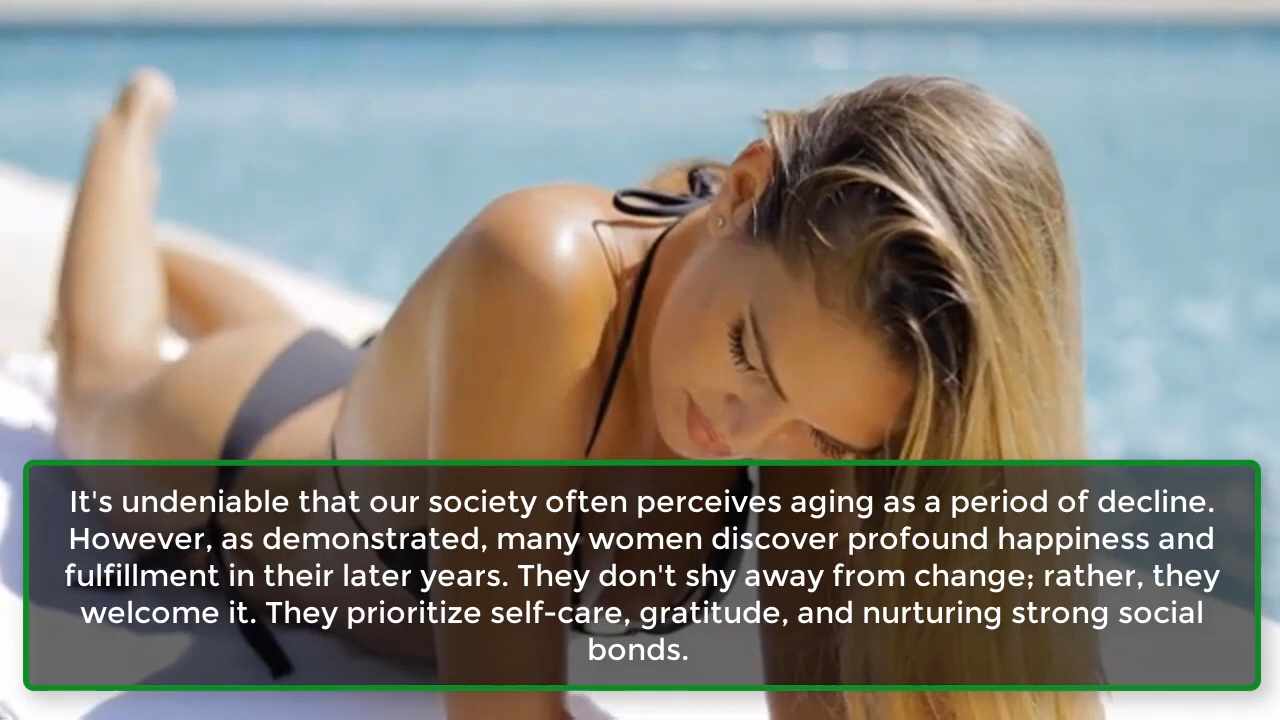 It's undeniable that our society often perceives aging as a period of decline.
However, as demonstrated, many women discover profound happiness and
fulfillment in their later years. They don't shy away from change; rather, they
welcome it. They prioritize self-care, gratitude, and nurturing strong social
bonds.